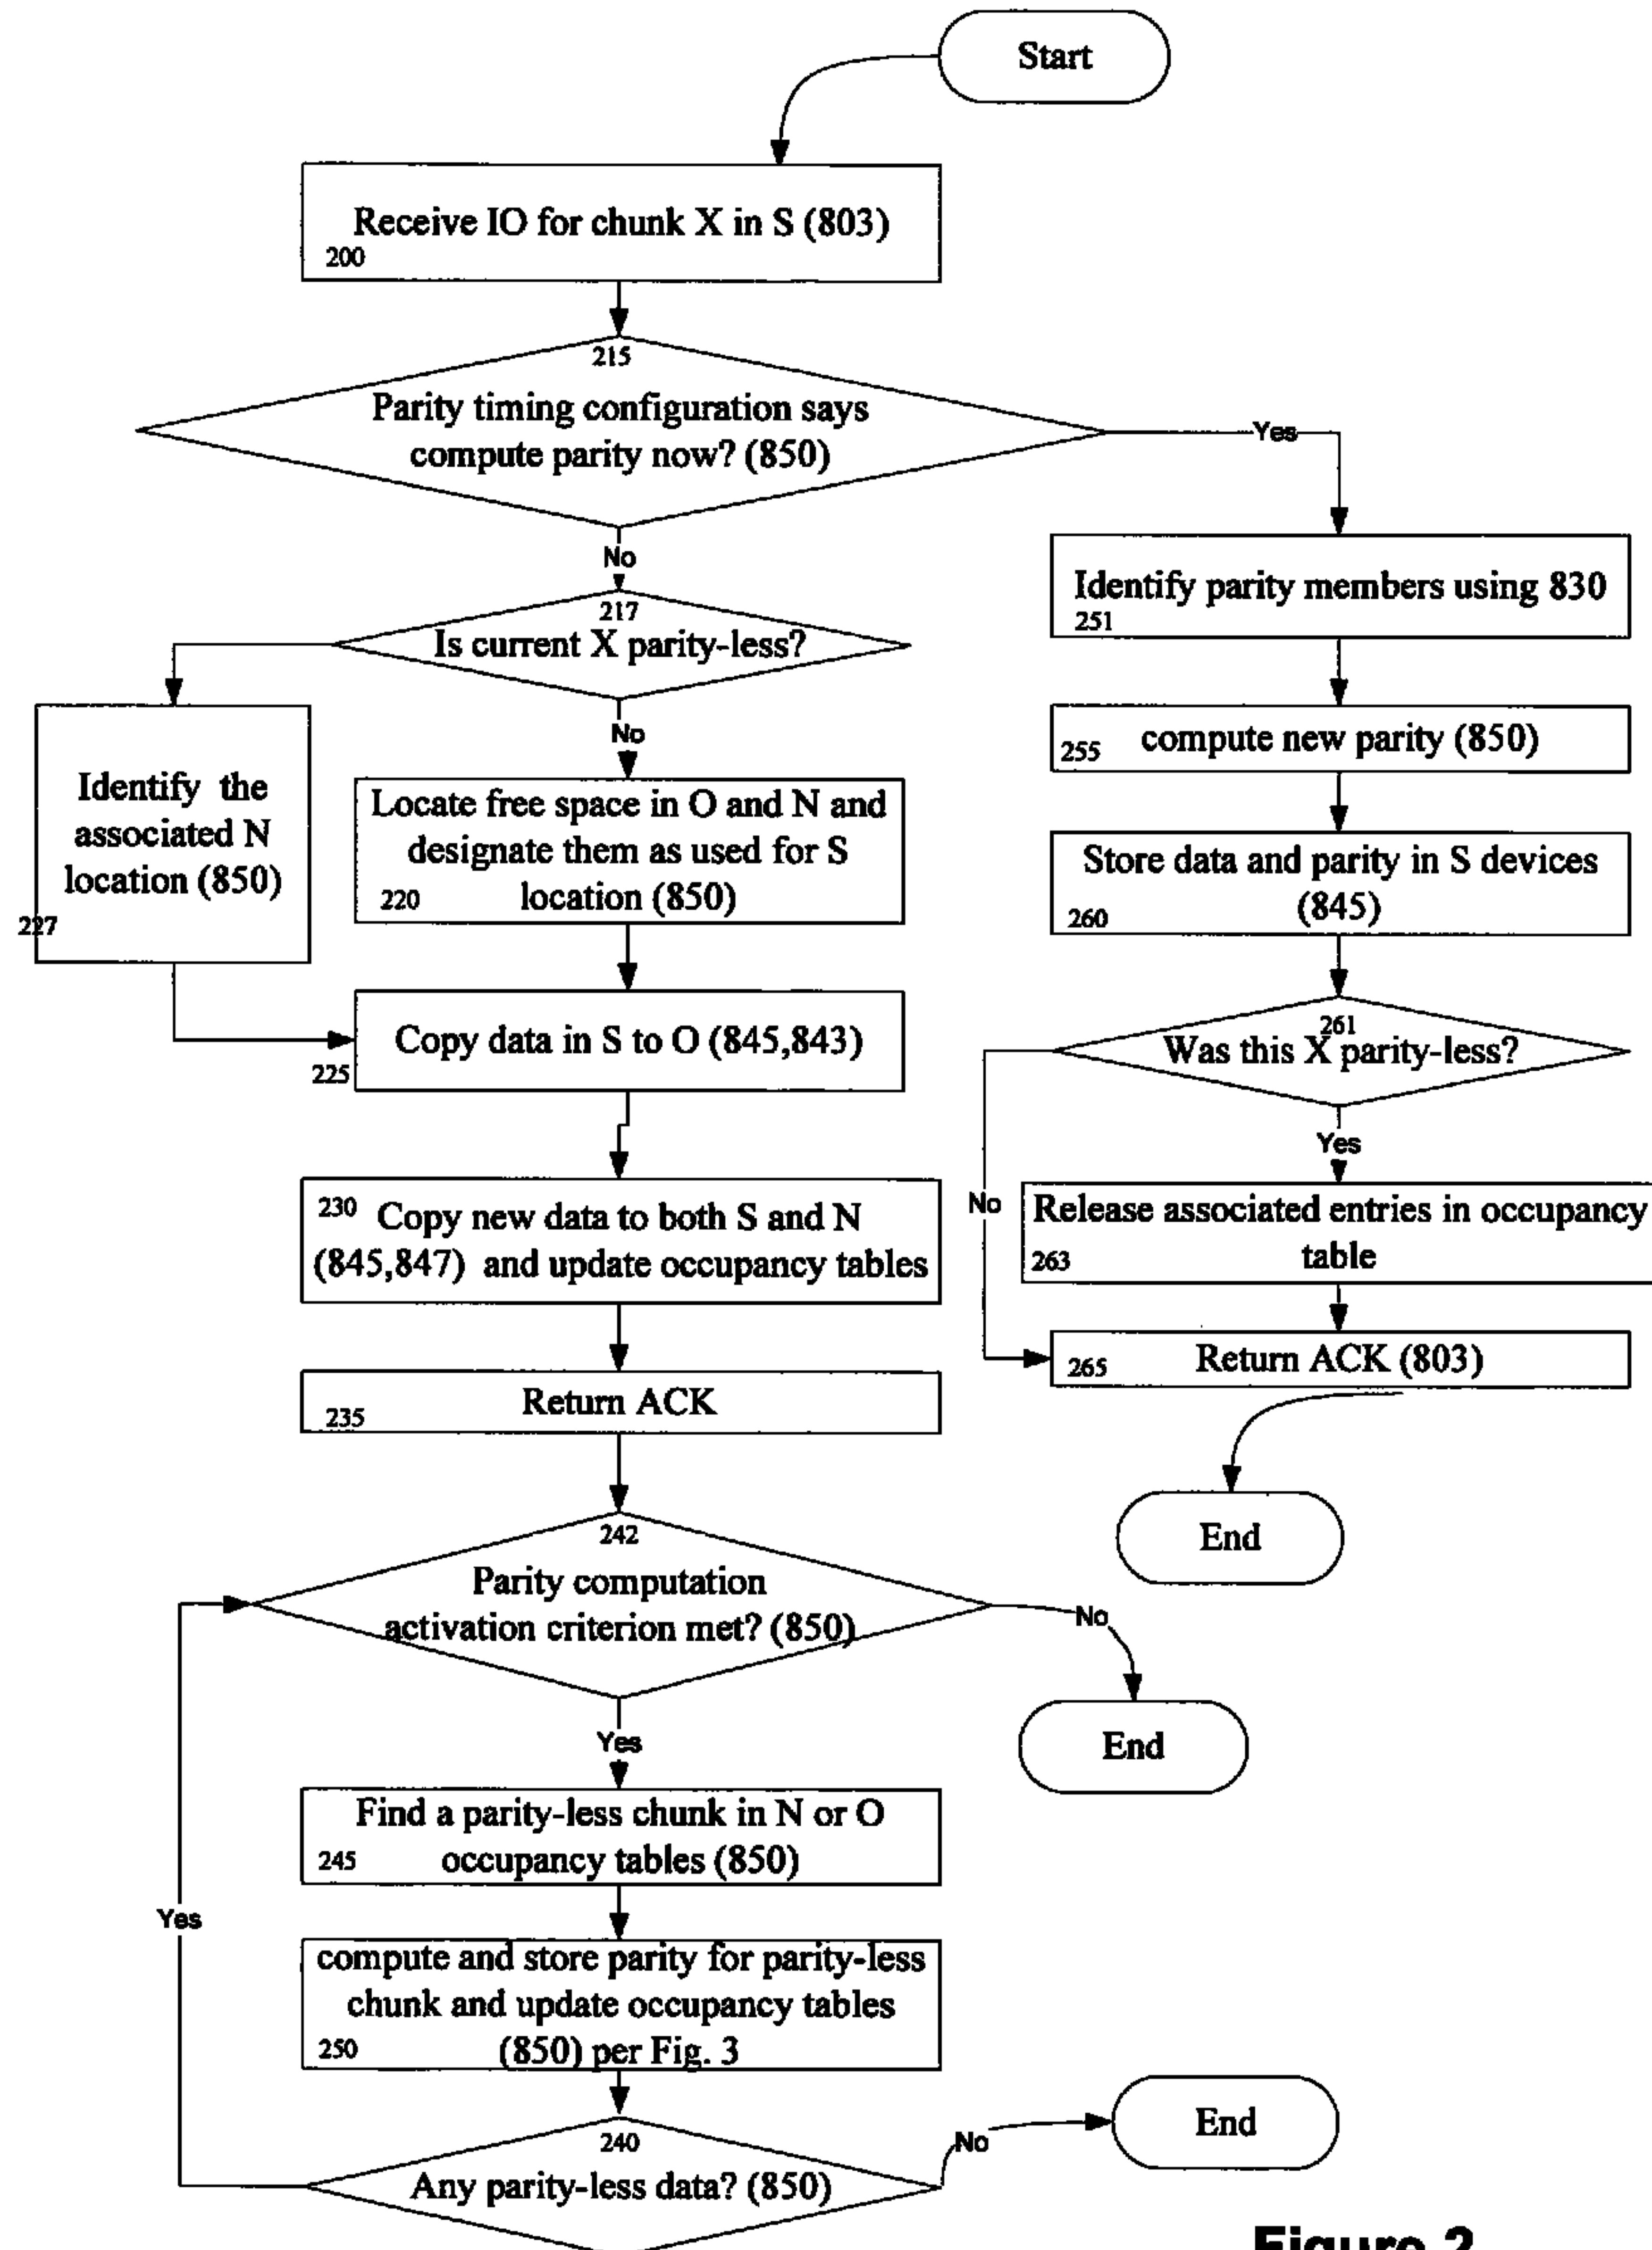 Start
Receive IO for chunk X in S (803)
200
215
Parity timing configuration says
compute parity now? (850)
Yes
No
217
Is current X parity-less?
No
Identify the
associated N
location (850)
227
Locate free space in O and N and
designate them as used for S
220 location (850)
Copy data in S to O (845,843)
225
230 Copy new data to both S and N
(845,847) and update occupancy tables
Return ACK
235
242
Parity computation
activation criterion met? (850)
No
End
Yes
Find a parity-less chunk in N or O
245 occupancy tables (850)
compute and store parity for parity-less
chunk and update occupancy tables
250 (850) per Fig. 3
240
Any parity-less data? (850)
Yes
No
End
Identify parity members using 830
251
255 compute new parity (850)
Store data and parity in S devices
260 (845)
261
Was this X parity-less?
Yes
No
Release associated entries in occupancy
263 table
265 Return ACK (803)
End
Figure 2